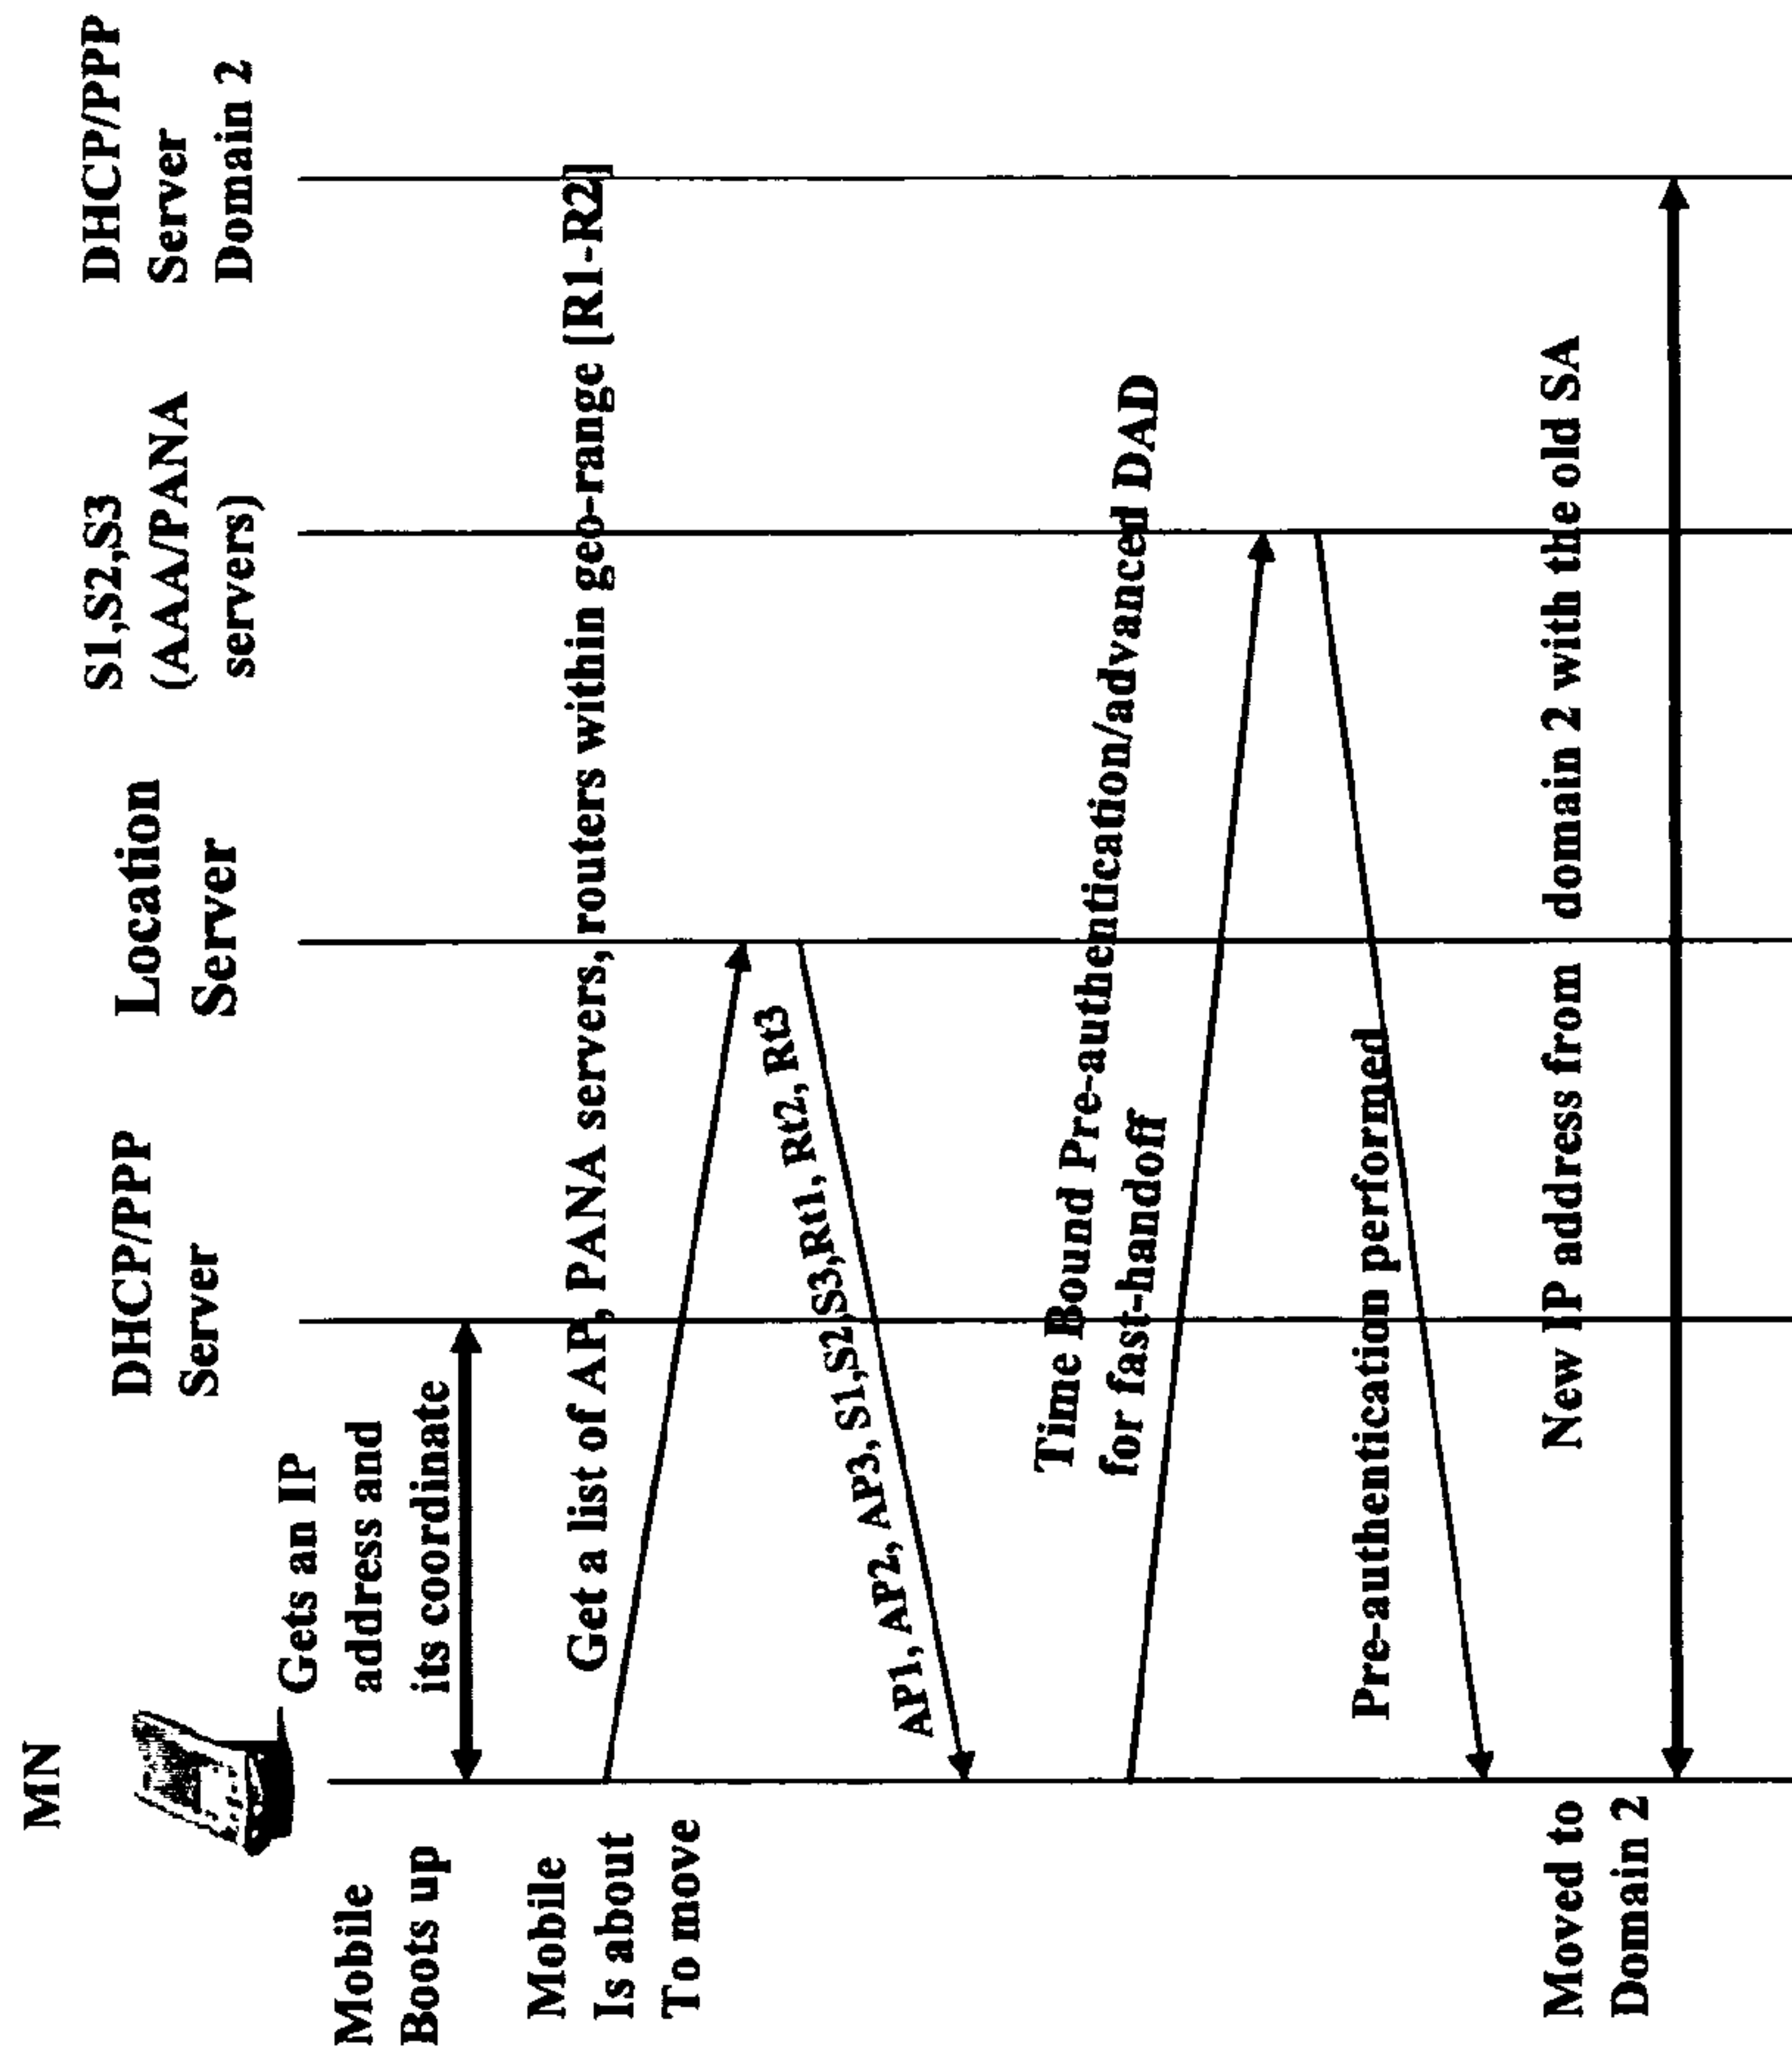 MN
DHCP/PPP
Server
Location
Server
S1,S2,S3
(AAA/PANA
servers)
DHCP/PPP
Server
Domain 2
Mobile
Boots up
Gets an IP
address and
its coordinate
Mobile
Is about
To move
Get a list of AP, PANA servers, routers within geo-range [R1-R2]
AP1, AP2, AP3, S1,S2,S3,Rt1, Rt2, Rt3
Time Bound Pre-authentication/advanced DAD
for fast-handoff
Pre-authentication performed
Moved to
Domain 2
New IP address from domain 2 with the old SA